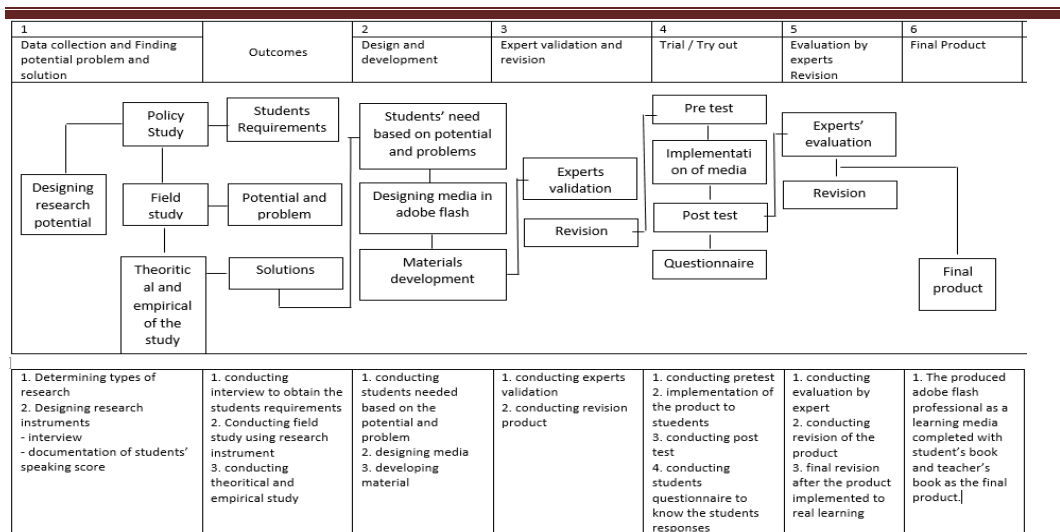 1
Data collection and Finding
potential problem and
solution
Outcomes
2
Design and
development
3
Expert validation and
revision
4
Trial / Try out
5
Evaluation by
experts
Revision
6
Final Product
Designing
research
potential
Policy
Study
Field
study
Theoritic
al and
empirical
of the
study
Students
Requirements
Potential and
problem
Solutions
Students' need
based on potential
and problems
Designing media in
adobe flash
Materials
development
Experts
validation
Revision
Pre test
Implementati
on of media
Post test
Questionnaire
Experts'
evaluation
Revision
Final
product
1. Determining types of
research
2. Designing research
instruments
- interview
- documentation of students'
speaking score
1. conducting
interview to obtain the
students requirements
2. Conducting field
study using research
instrument
3. conducting
theoritical and
empirical study
1. conducting
students needed
based on the
potential and
problem
2. designing media
3. developing
material
1. conducting experts
validation
2. conducting revision
product
1. conducting pretest
2. implementation of
the product to
stuedents
3. conducting post
test
4. conducting
students
questionnaire to
know the students
responses
1. conducting
evaluation by
expert
2. conducting
revision of the
product
3. final revision
after the product
implemented to
real learning
1. The produced
adobe flash
professional as a
learning media
completed with
student's book
and teacher's
book as the final
product.